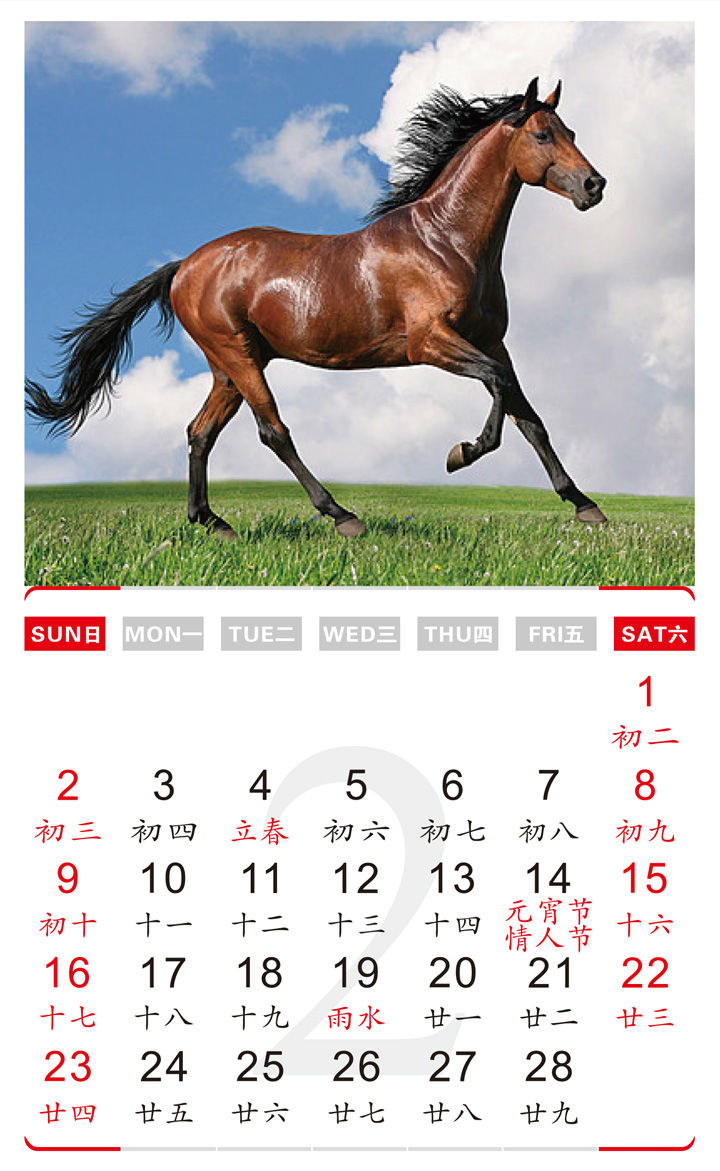 SUN日 MON一 TUE二 WED三 THU四 FRI五 SAT六
1
初二
2 3 4 5 6 7 8
初三 初四 立春 初六 初七 初八 初九
9 10 11 12 13 14 15
初十 十一 十二 十三 十四 元宵节 十六
情人节
16 17 18 19 20 21 22
十七 十八 十九 雨水 廿一 廿二 廿三
2
23 24 25 26 27 28
廿四 廿五 廿六 廿七 廿八 廿九